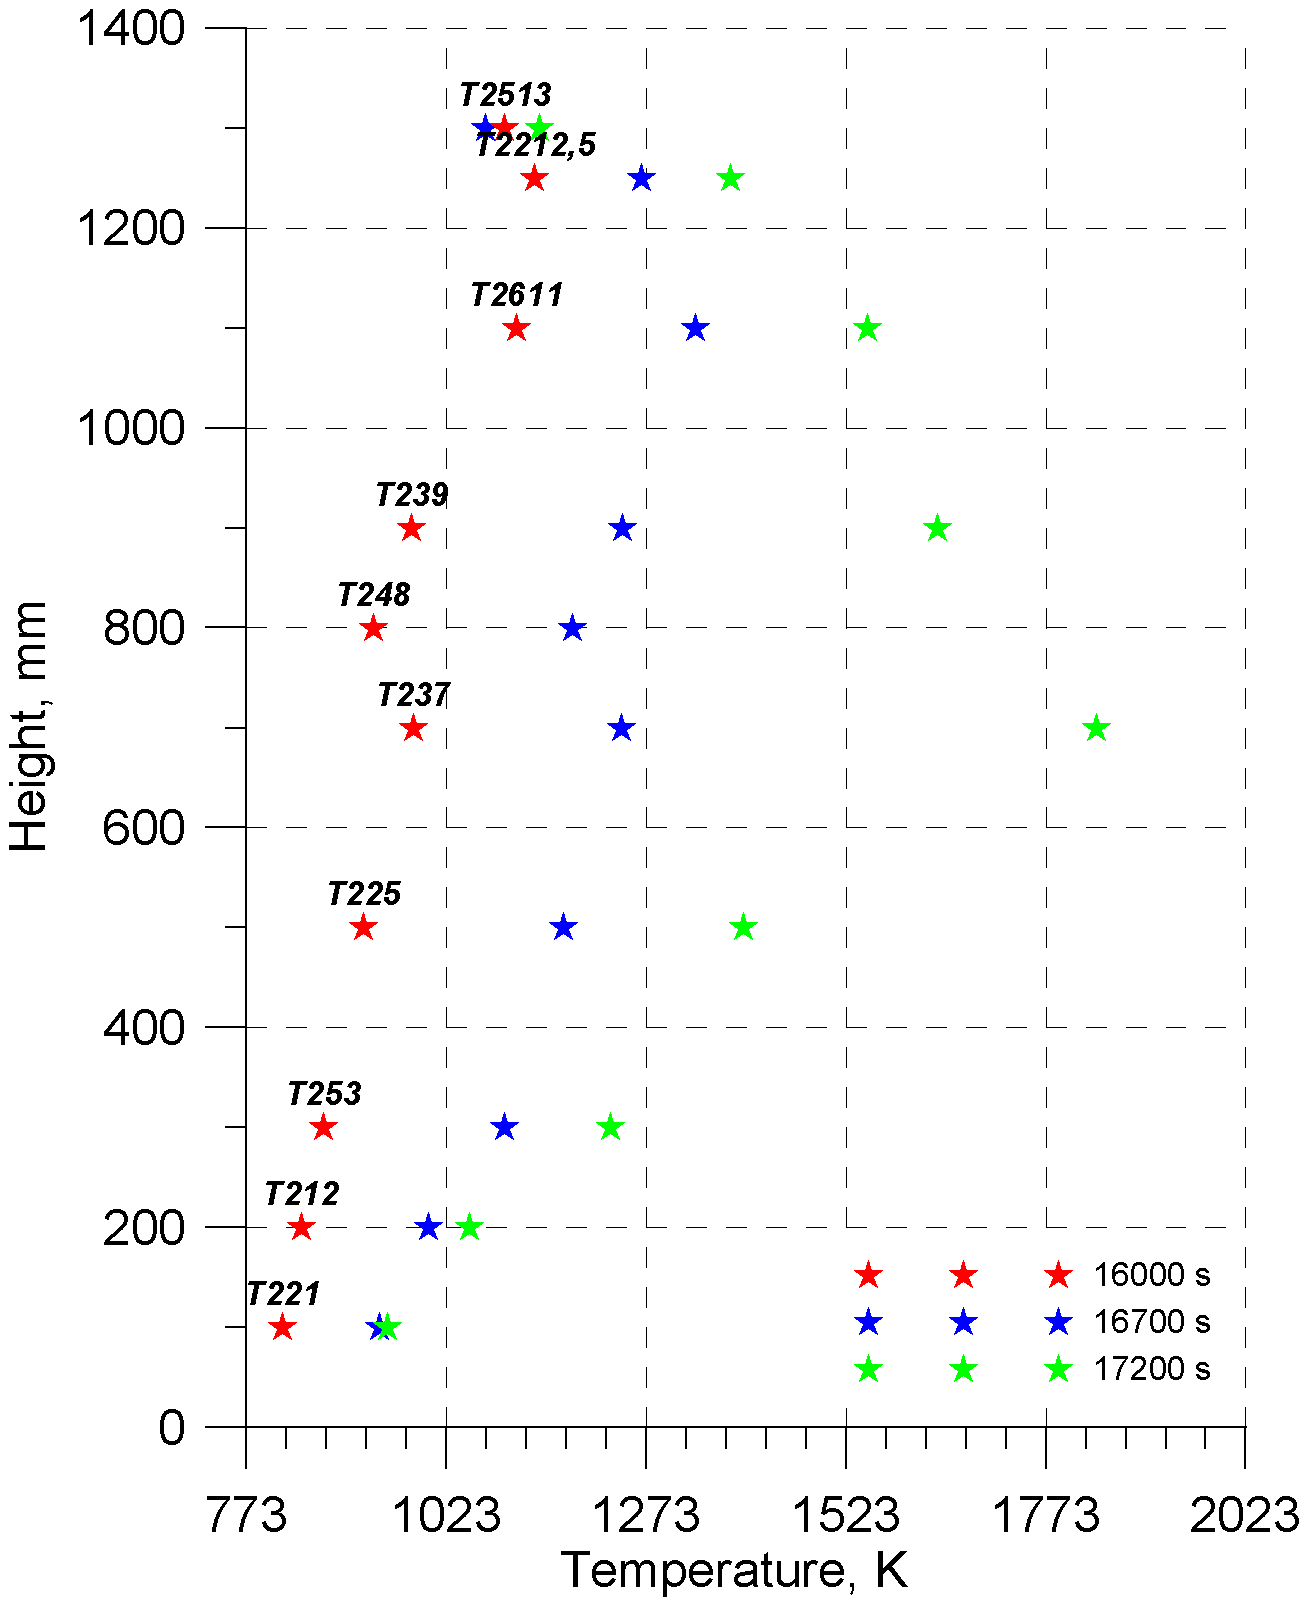 1400
T2513
T2212,5
1200
T2611
1000
T239
T248
800
T237
Height, mm
600
T225
400
T253
T212
200
T221
16000 s
16700 s
17200 s
0
773 1023 1273 1523 1773 2023
Temperature, K